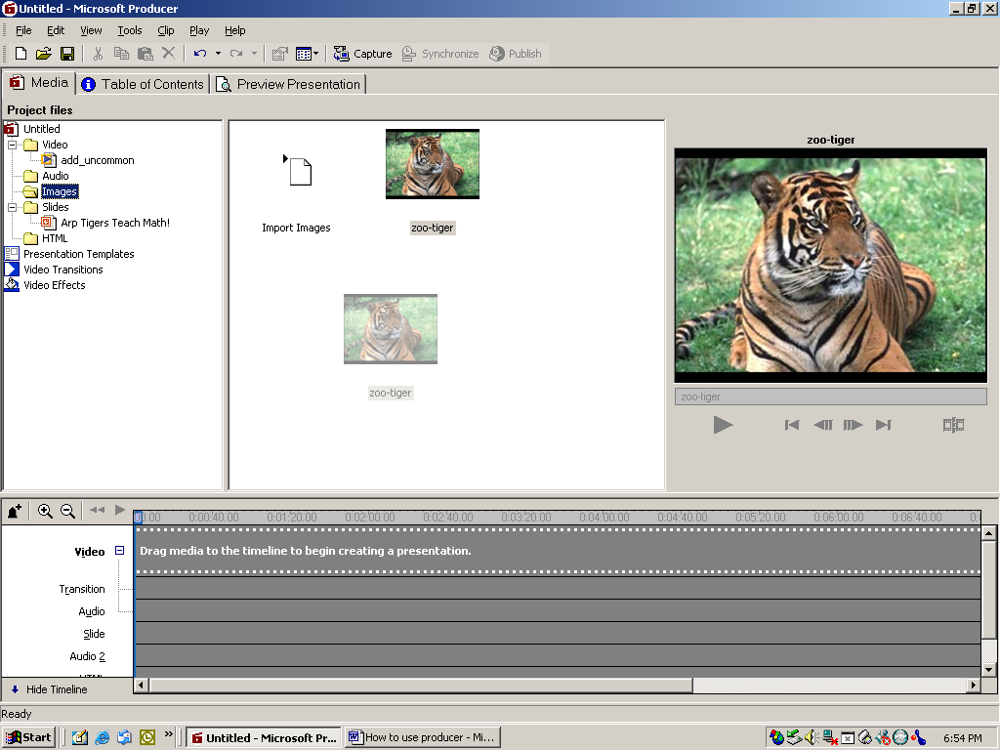 Untitled - Microsoft Producer
File Edit View Tools Clip Play Help
Capture Synchronize Publish
Media Table of Contents Preview Presentation
Project files
Untitled
Video
add_uncommon
Audio
Images
Slides
Arp Tigers Teach Math!
HTML
Presentation Templates
Video Transitions
Video Effects
Import Images
zoo-tiger
zoo-tiger
zoo-tiger
zoo-tiger
0:00:40.00 0:01:20.00 0:02:00.00 0:02:40.00 0:03:20.00 0:04:00.00 0:04:40.00 0:05:20.00 0:06:00.00 0:06:40.00
Video
Drag media to the timeline to begin creating a presentation.
Transition
Audio
Slide
Audio 2
Hide Timeline
Ready
Start » Untitled - Microsoft Pr... How to use producer - Mi... 6:54 PM